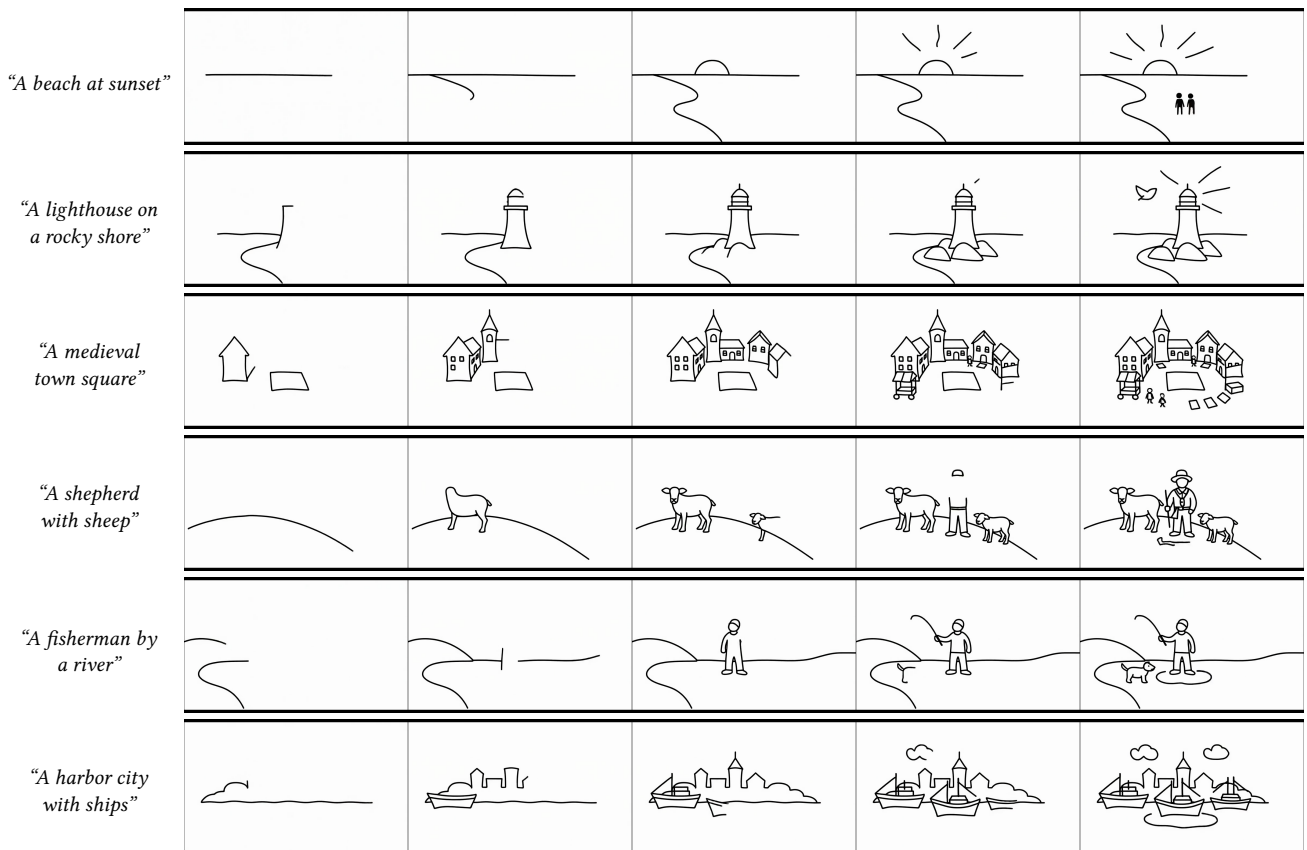 “A beach at sunset”
“A lighthouse on
a rocky shore”
“A medieval
town square”
“A shepherd
with sheep”
“A fisherman by
a river”
“A harbor city
with ships”